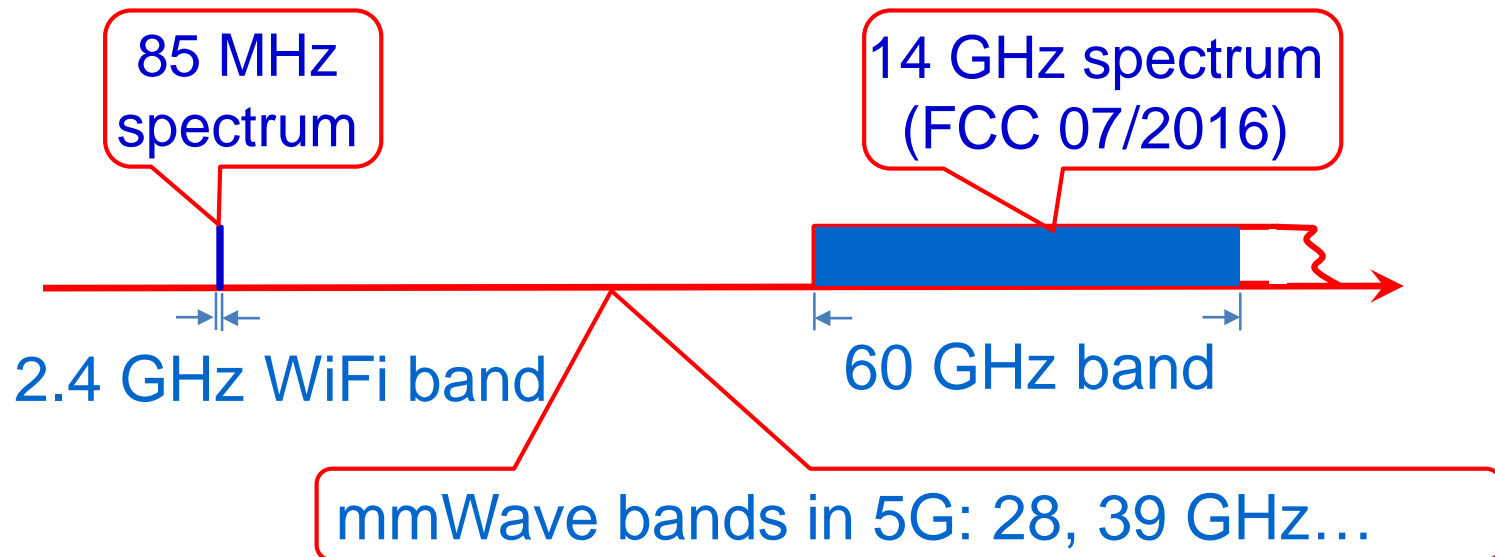 85 MHz
spectrum
14 GHz spectrum
(FCC 07/2016)
2.4 GHz WiFi band
60 GHz band
mmWave bands in 5G: 28, 39 GHz…